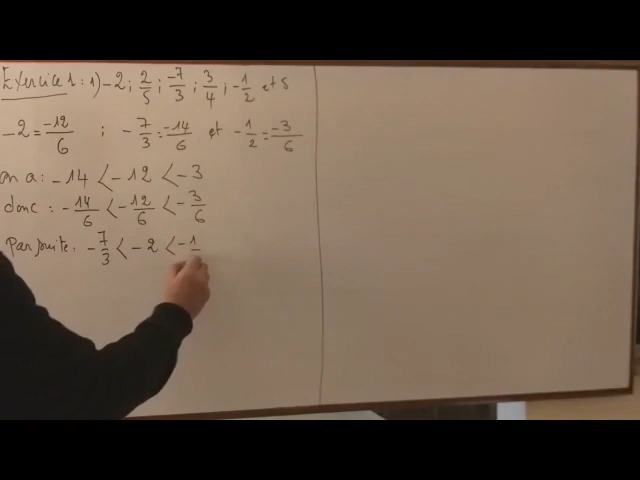 Exercice 1 : 1) -2 ; 2/5 ; -7/3 ; 3/4 ; -1/2 et 5
-2 = -12/6 ; -7/3 = -14/6 et -1/2 = -3/6
on a : -14 < -12 < -3
donc : -14/6 < -12/6 < -3/6
Par suite : -7/3 < -2 < -1